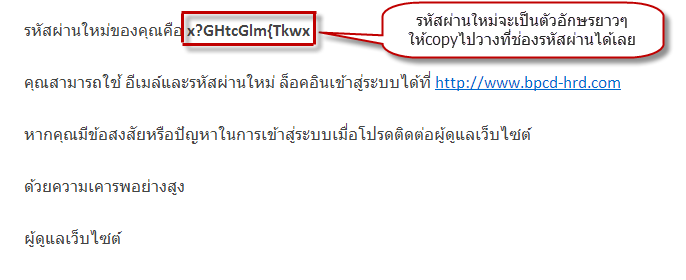 รหัสผ่านใหม่ของคุณคือ x?GHtcGlm{Tkwx
รหัสผ่านใหม่จะเป็นตัวอักษรยาวๆ
ให้copyไปวางที่ช่องรหัสผ่านได้เลย
คุณสามารถใช้ อีเมล์และรหัสผ่านใหม่ ล็อคอินเข้าสู่ระบบได้ที่ http://www.bpcd-hrd.com
หากคุณมีข้อสงสัยหรือปัญหาในการเข้าสู่ระบบเมื่อโปรดติดต่อผู้ดูแลเว็บไซต์
ด้วยความเคารพอย่างสูง
ผู้ดูแลเว็บไซต์